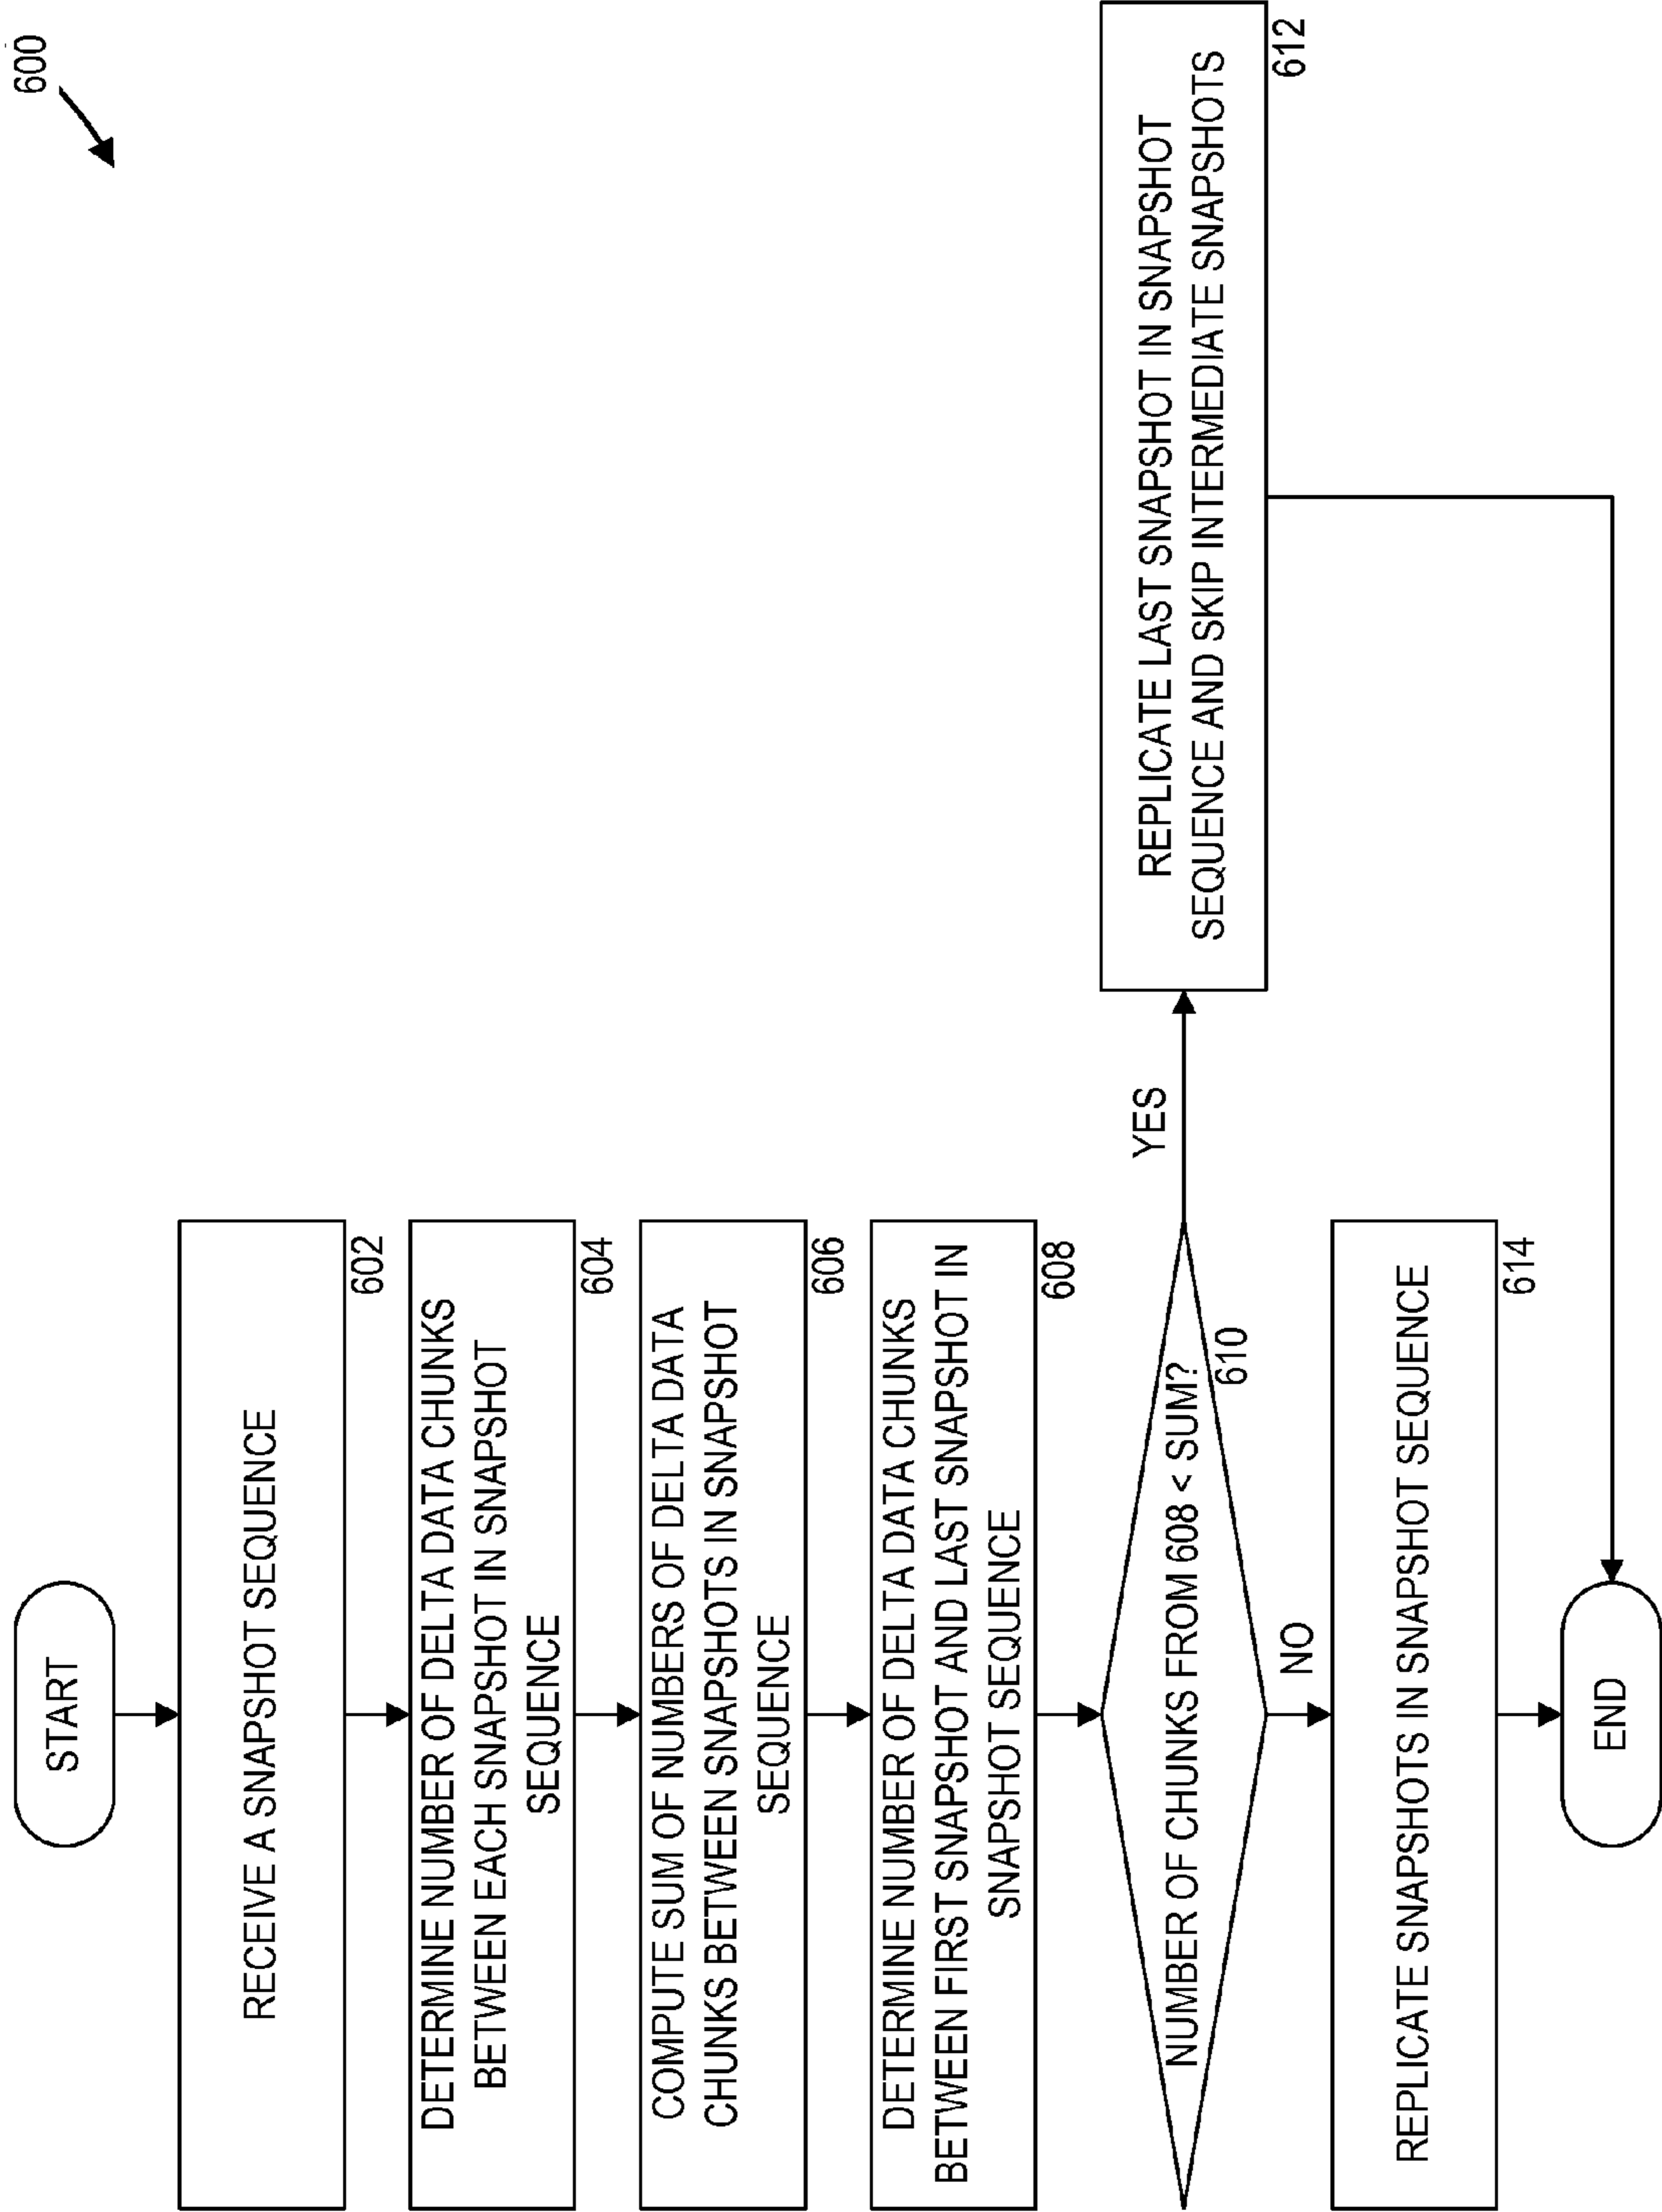 600
START
RECEIVE A SNAPSHOT SEQUENCE
602
DETERMINE NUMBER OF DELTA DATA CHUNKS
BETWEEN EACH SNAPSHOT IN SNAPSHOT
SEQUENCE
604
COMPUTE SUM OF NUMBERS OF DELTA DATA
CHUNKS BETWEEN SNAPSHOTS IN SNAPSHOT
SEQUENCE
606
DETERMINE NUMBER OF DELTA DATA CHUNKS
BETWEEN FIRST SNAPSHOT AND LAST SNAPSHOT IN
SNAPSHOT SEQUENCE
608
NUMBER OF CHUNKS FROM 608 < SUM?
610
YES
REPLICATE LAST SNAPSHOT IN SNAPSHOT
SEQUENCE AND SKIP INTERMEDIATE SNAPSHOTS
612
NO
REPLICATE SNAPSHOTS IN SNAPSHOT SEQUENCE
614
END